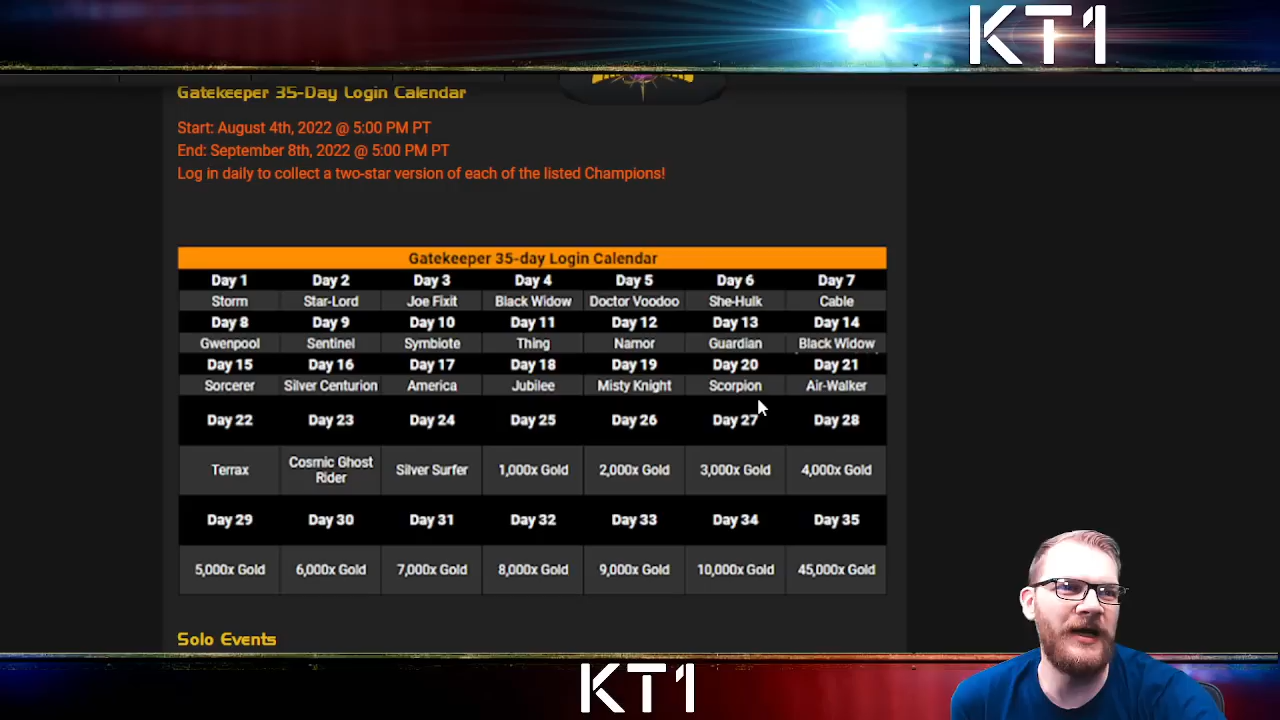 KT1
Gatekeeper 35-Day Login Calendar
Start: August 4th, 2022 @ 5:00 PM PT
End: September 8th, 2022 @ 5:00 PM PT
Log in daily to collect a two-star version of each of the listed Champions!
Gatekeeper 35-day Login Calendar
Day 1 Day 2 Day 3 Day 4 Day 5 Day 6 Day 7
Storm Star-Lord Joe Fixit Black Widow Doctor Voodoo She-Hulk Cable
Day 8 Day 9 Day 10 Day 11 Day 12 Day 13 Day 14
Gwenpool Sentinel Symbiote Thing Namor Guardian Black Widow
Day 15 Day 16 Day 17 Day 18 Day 19 Day 20 Day 21
Sorcerer Silver Centurion America Jubilee Misty Knight Scorpion Air-Walker
Day 22 Day 23 Day 24 Day 25 Day 26 Day 27 Day 28
Terrax Cosmic Ghost Rider Silver Surfer 1,000x Gold 2,000x Gold 3,000x Gold 4,000x Gold
Day 29 Day 30 Day 31 Day 32 Day 33 Day 34 Day 35
5,000x Gold 6,000x Gold 7,000x Gold 8,000x Gold 9,000x Gold 10,000x Gold 45,000x Gold
Solo Events
KT1